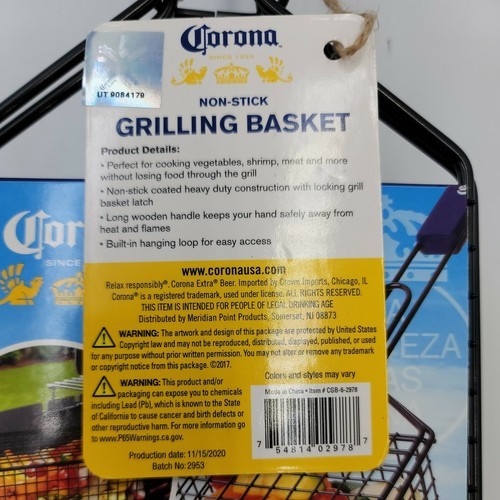 Corona
SINCE 1925
UT 9084179
NON-STICK
GRILLING BASKET
Product Details:
• Perfect for cooking vegetables, shrimp, meat and more
without losing food through the grill
• Non-stick coated heavy duty construction with locking grill
basket latch
• Long wooden handle keeps your hand safely away from
heat and flames
• Built-in hanging loop for easy access
www.coronausa.com
Relax responsibly®. Corona Extra® Beer. Imported by Crown Imports, Chicago, IL
Corona® is a registered trademark, used under license. ALL RIGHTS RESERVED.
THIS ITEM IS INTENDED FOR PEOPLE OF LEGAL DRINKING AGE
Distributed by Meridian Point Products, Somerset, NJ 08873
WARNING: The artwork and design of this package are protected by United States
Copyright law and may not be reproduced, distributed, displayed, published, or used
for any purpose without prior written permission. You may not alter or remove any trademark
or copyright notice from this package. ©2017.
WARNING: This product and/or
packaging can expose you to chemicals
including Lead (Pb), which is known to the State
of California to cause cancer and birth defects or
other reproductive harm. For more information go
to www.P65Warnings.ca.gov.
Colors and styles may vary
Made in China • Item # CGB-6-2978
7 54814 02978 7
Production date: 11/15/2020
Batch No: 2953
Coro
SINCE
EZA
AS